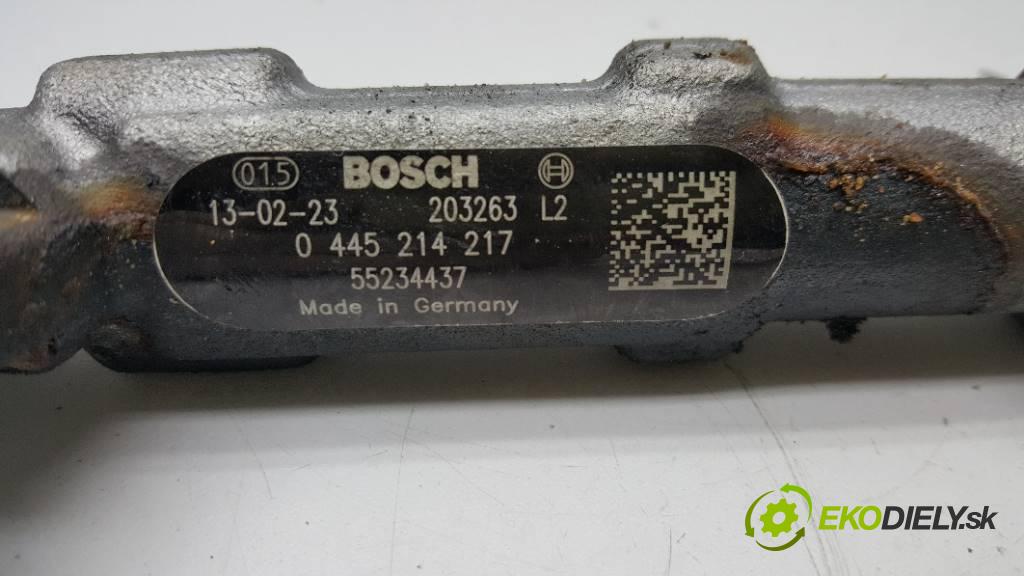 015 BOSCH
13-02-23 203263 L2
0 445 214 217
55234437
Made in Germany
EKODIELY.sk